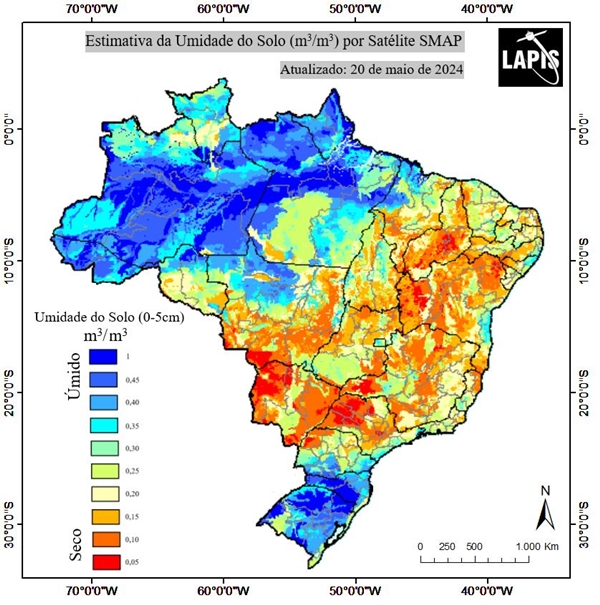 70°0'0"W 60°0'0"W 50°0'0"W 40°0'0"W
Estimativa da Umidade do Solo (m³/m³) por Satélite SMAP
Atualizado: 20 de maio de 2024
LAPIS
0°0'0" 0°0'0"
10°0'0"S 10°0'0"S
20°0'0"S 20°0'0"S
30°0'0"S 30°0'0"S
Umidade do Solo (0-5cm)
m³/m³
Úmido
Seco
1
0,45
0,40
0,35
0,30
0,25
0,20
0,15
0,10
0,05
N
0 250 500 1.000 Km
70°0'0"W 60°0'0"W 50°0'0"W 40°0'0"W